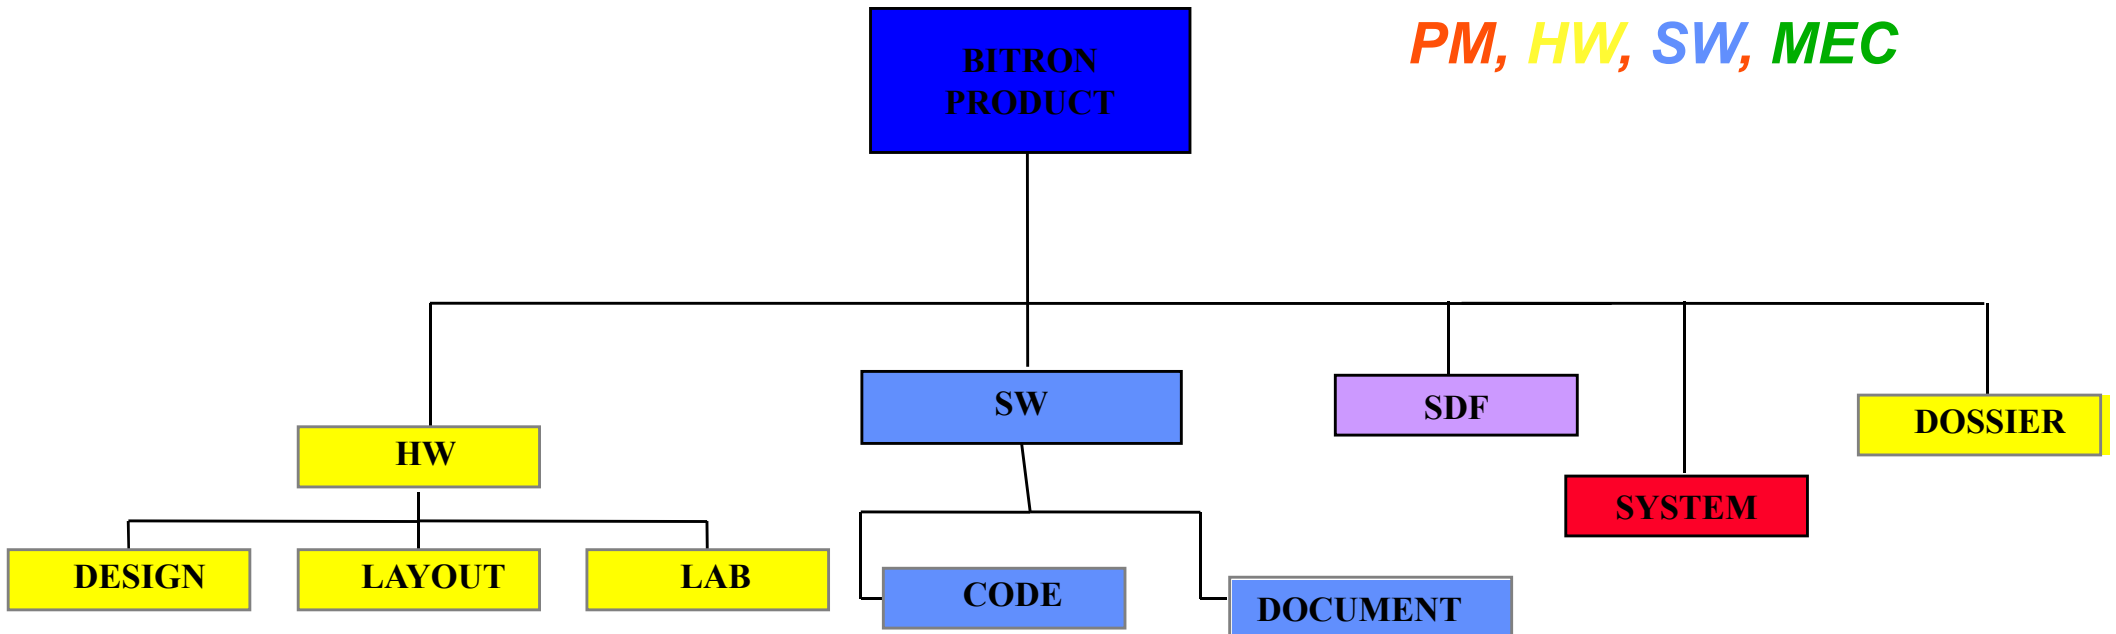 PM, HW, SW, MEC
BITRON
PRODUCT
SW
SDF
DOSSIER
HW
SYSTEM
DESIGN
LAYOUT
LAB
CODE
DOCUMENT